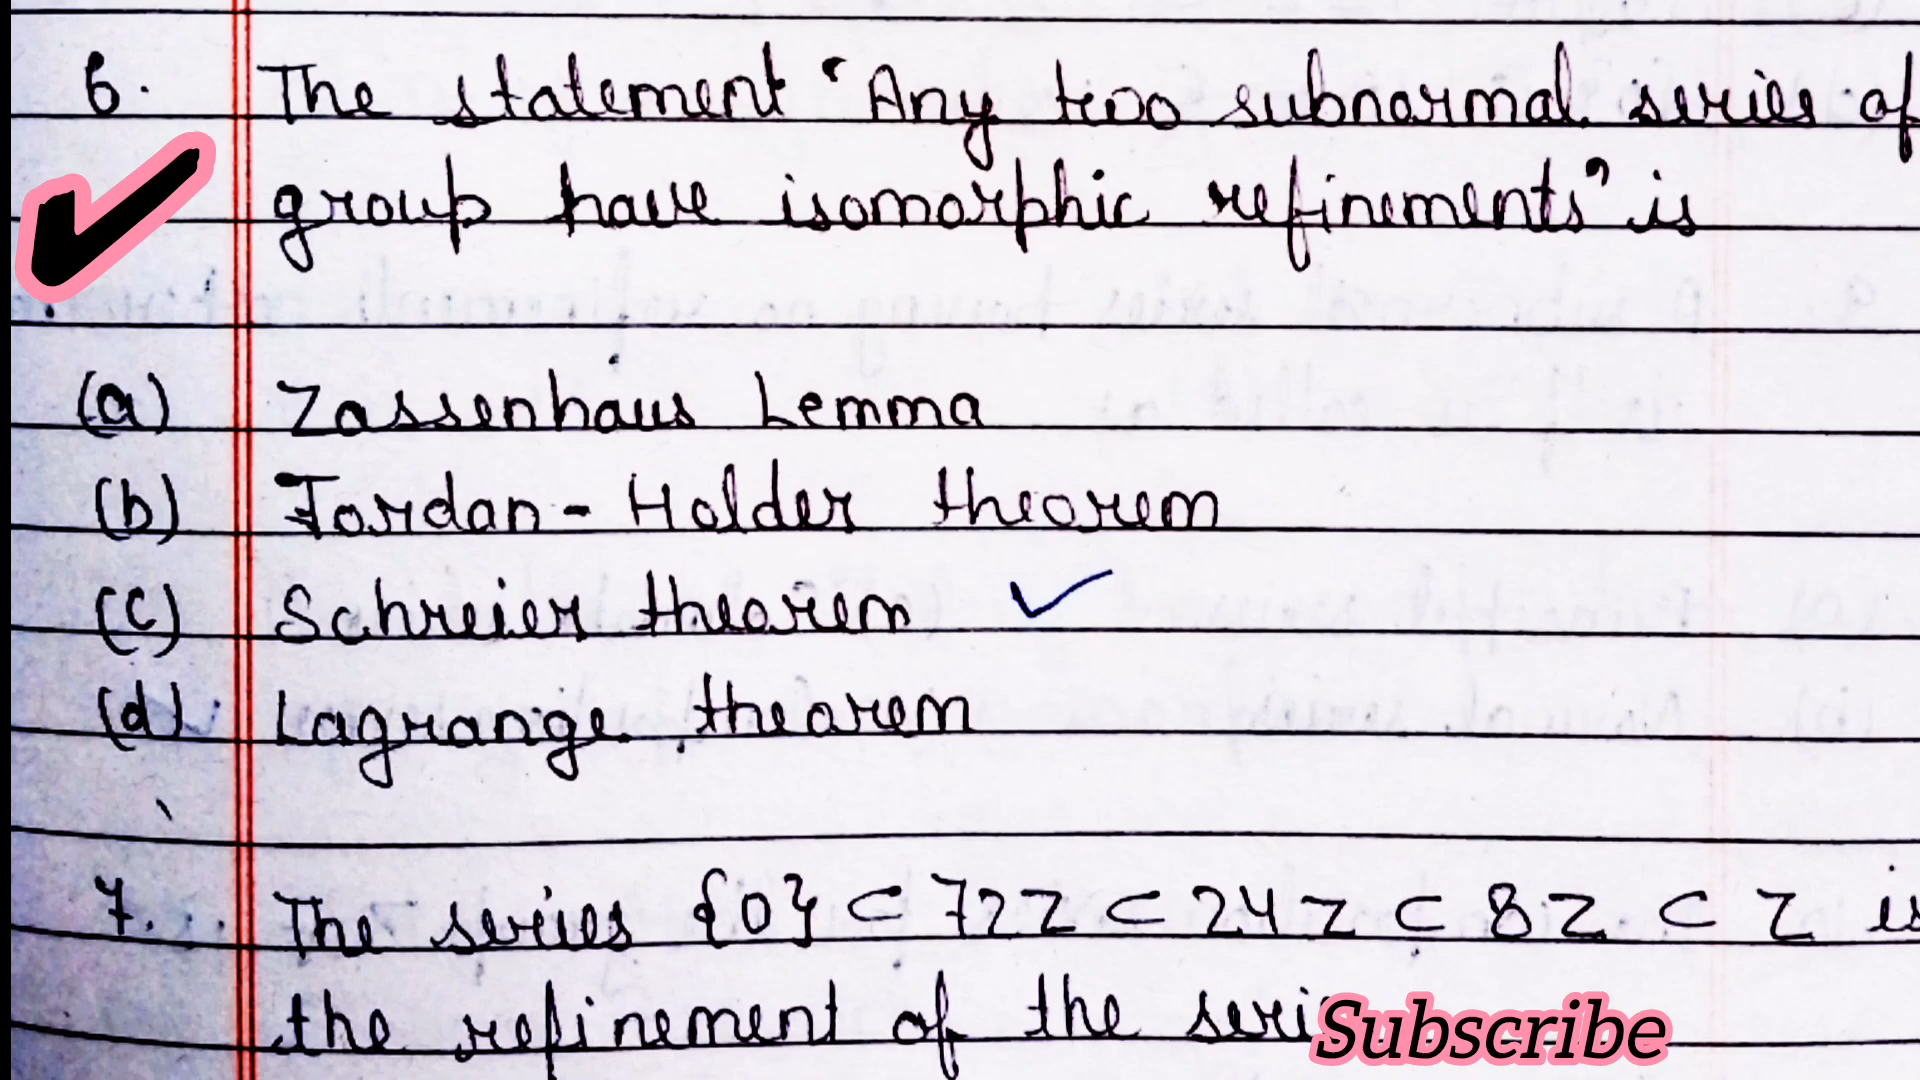 6. The statement "Any two subnormal series of
group have isomorphic refinements" is
(a) Zassenhaus Lemma
(b) Jordan - Holder theorem
(c) Schreier theorem ✓
(d) Lagrange theorem
7. The series {0} ⊂ 72Z ⊂ 24Z ⊂ 8Z ⊂ Z is
the refinement of the seri
Subscribe